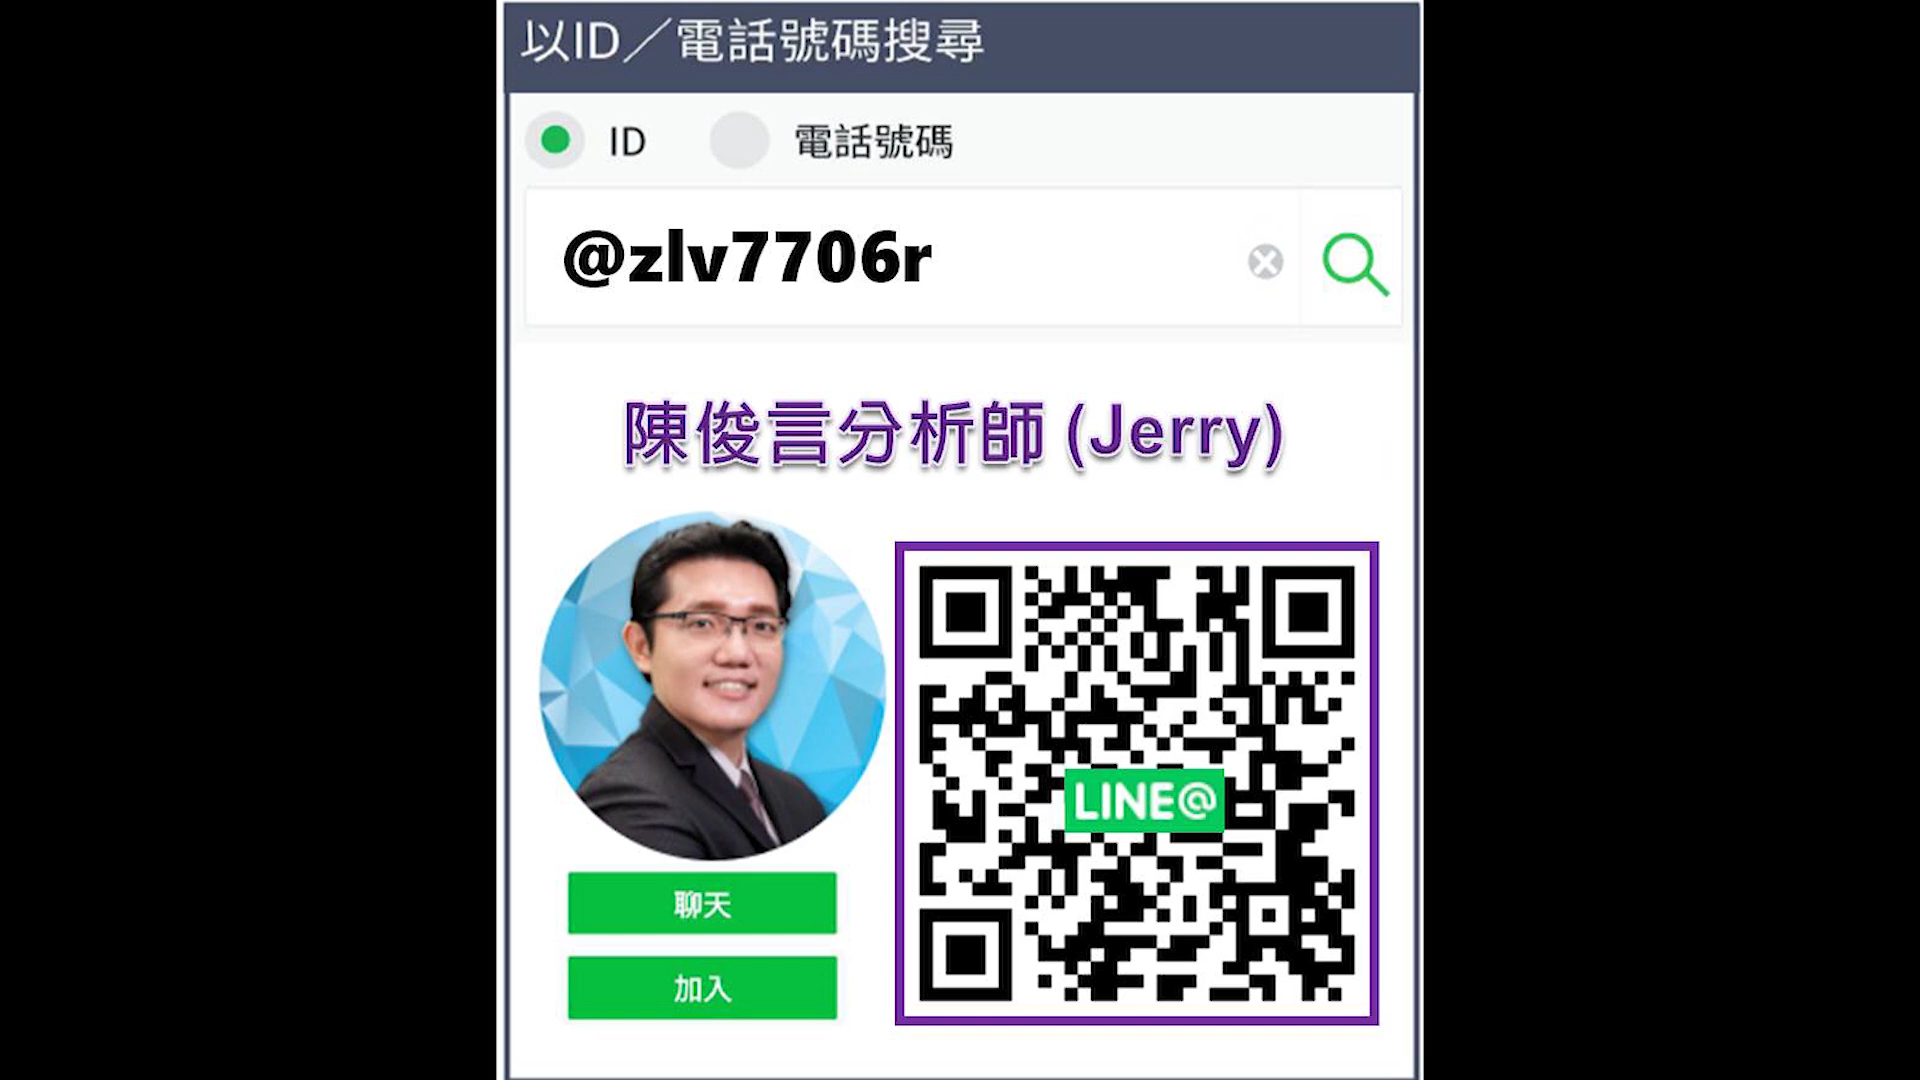 以ID／電話號碼搜尋
ID 電話號碼
@zlv7706r
陳俊言分析師 (Jerry)
LINE@
聊天
加入